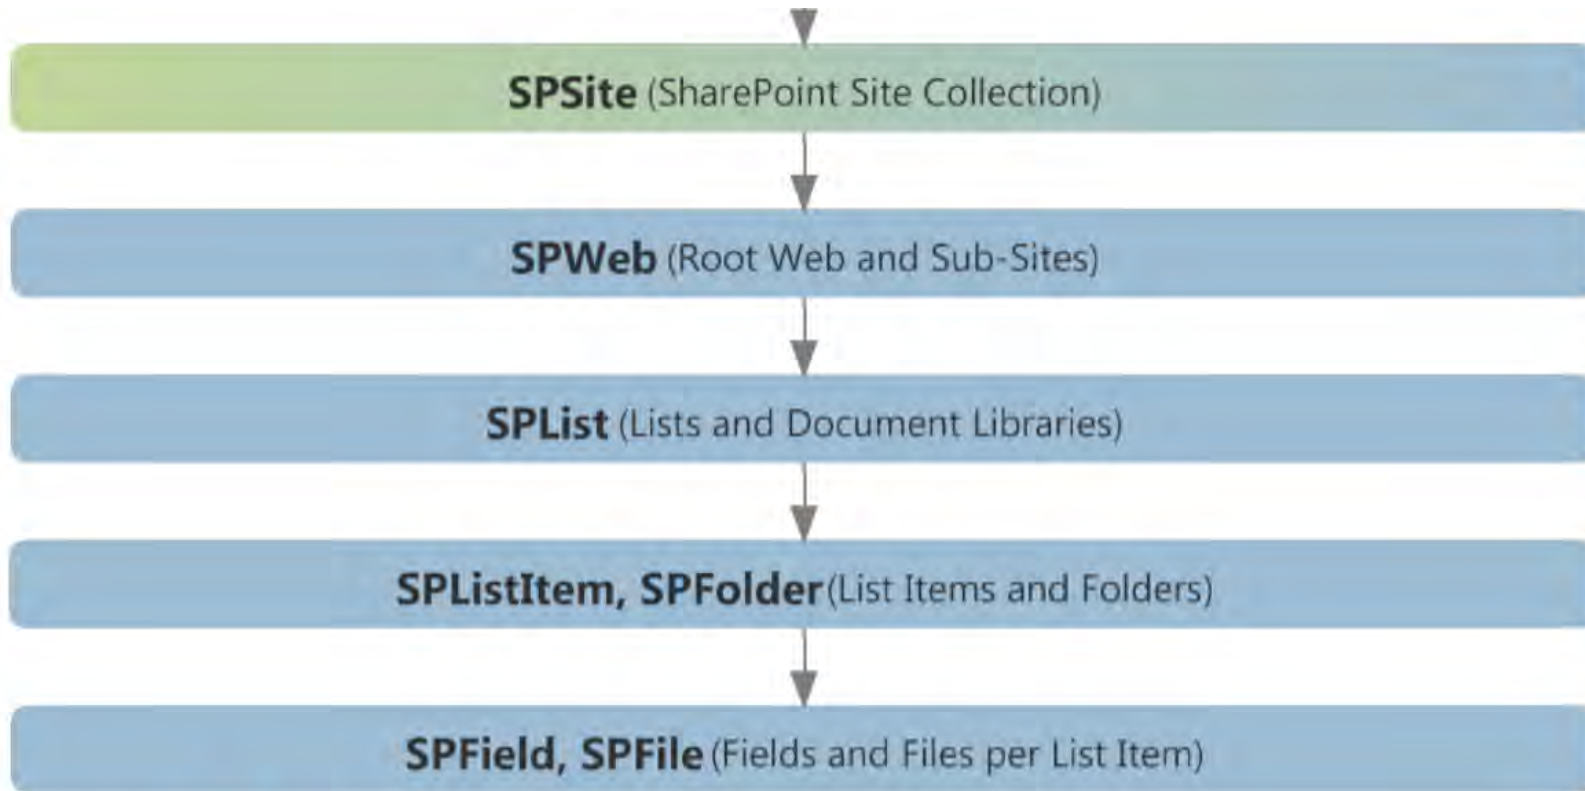 SPSite (SharePoint Site Collection)
SPWeb (Root Web and Sub-Sites)
SPList (Lists and Document Libraries)
SPListItem, SPFolder (List Items and Folders)
SPField, SPFile (Fields and Files per List Item)